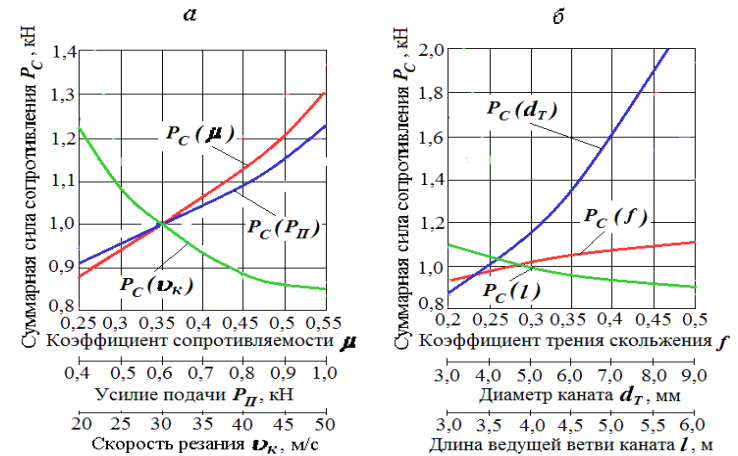 а
Суммарная сила сопротивления P_C, кН
1,4
1,3
1,2
1,1
1,0
0,9
0,8
P_C(μ)
P_C(P_П)
P_C(υ_К)
0,25 0,3 0,35 0,4 0,45 0,5 0,55
Коэффициент сопротивляемости μ
0,4 0,5 0,6 0,7 0,8 0,9 1,0
Усилие подачи P_П, кН
20 25 30 35 40 45 50
Скорость резания υ_К, м/с
б
Суммарная сила сопротивления P_C, кН
2,0
1,8
1,6
1,4
1,2
1,0
0,8
P_C(d_T)
P_C(f)
P_C(l)
0,2 0,25 0,3 0,35 0,4 0,45 0,5
Коэффициент трения скольжения f
3,0 4,0 5,0 6,0 7,0 8,0 9,0
Диаметр каната d_T, мм
3,0 3,5 4,0 4,5 5,0 5,5 6,0
Длина ведущей ветви каната l, м